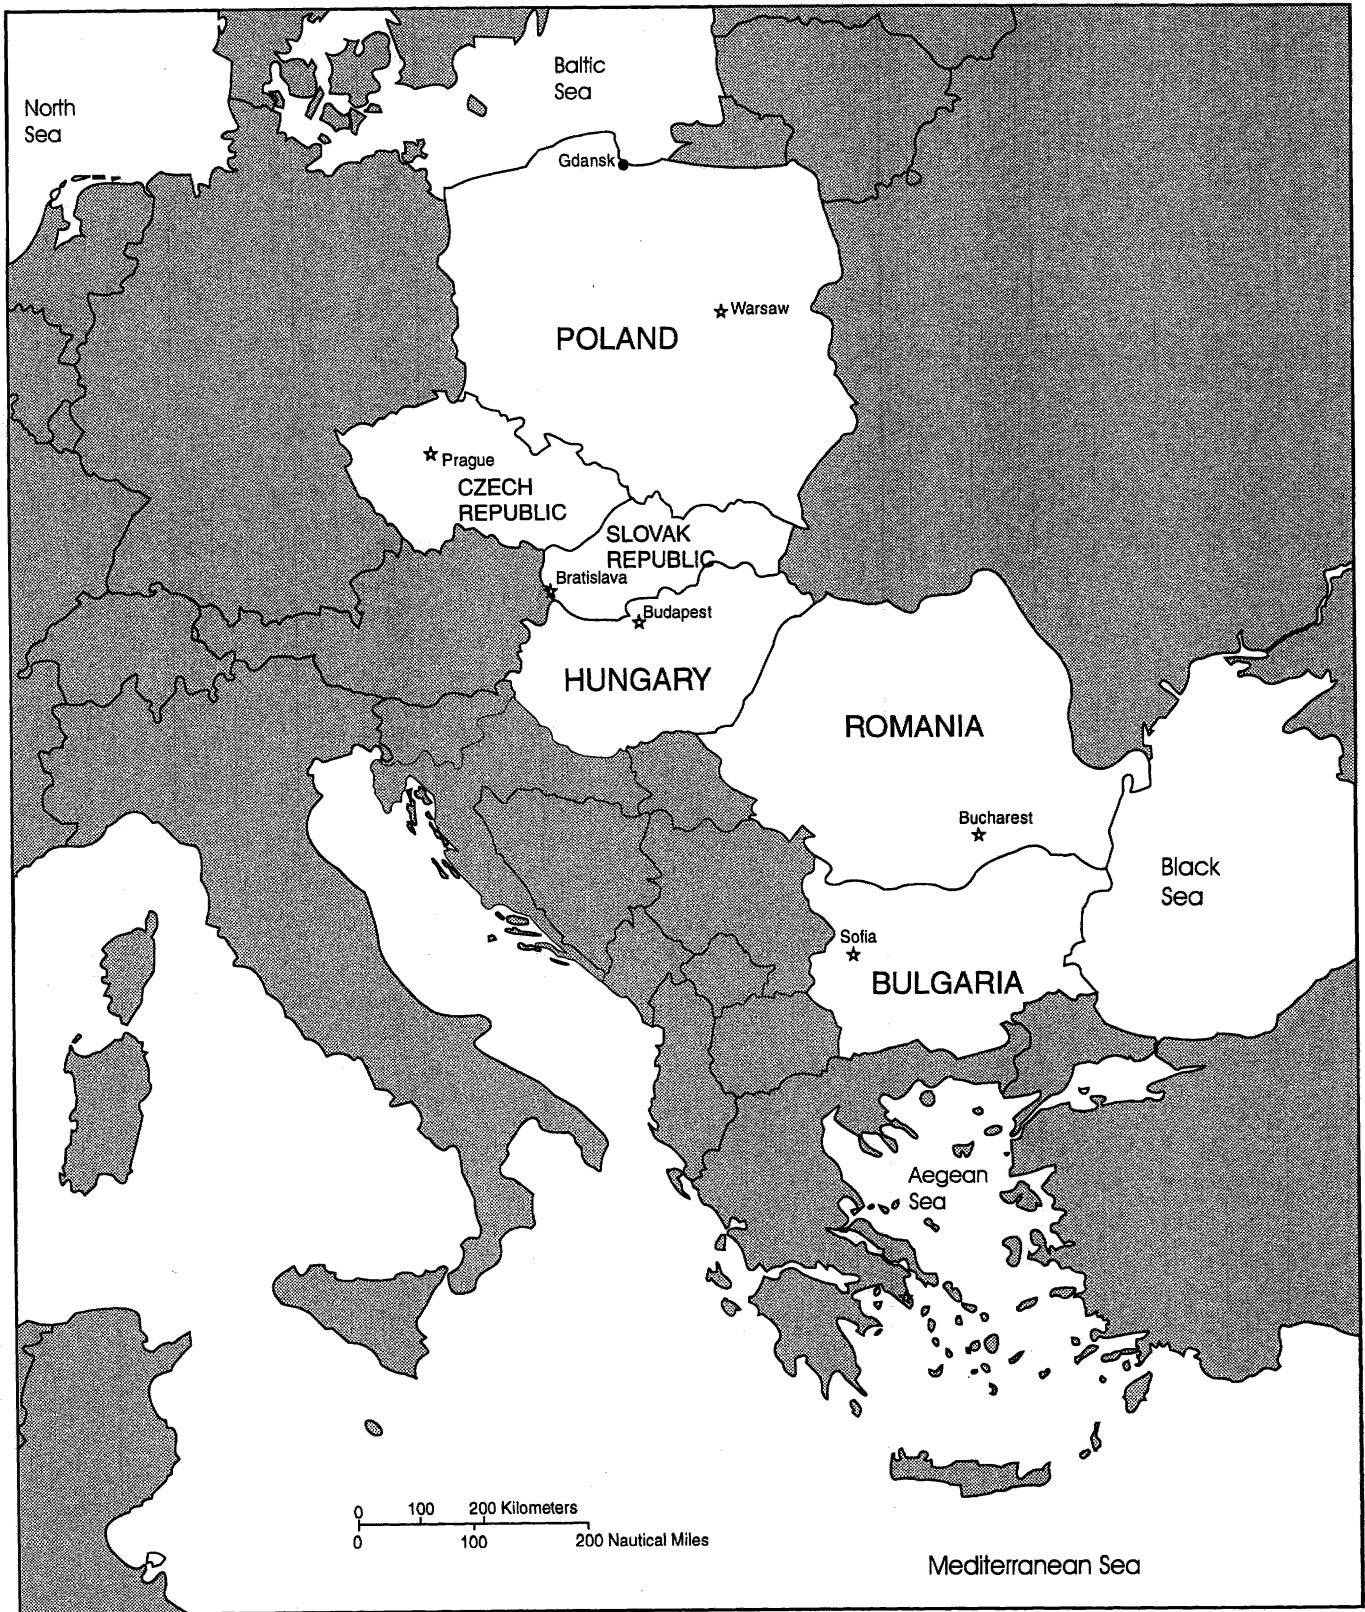 Baltic
Sea
North
Sea
Gdansk
Warsaw
POLAND
Prague
CZECH
REPUBLIC
SLOVAK
REPUBLIC
Bratislava
Budapest
HUNGARY
ROMANIA
Bucharest
Black
Sea
Sofia
BULGARIA
Aegean
Sea
0 100 200 Kilometers
0 100 200 Nautical Miles
Mediterranean Sea